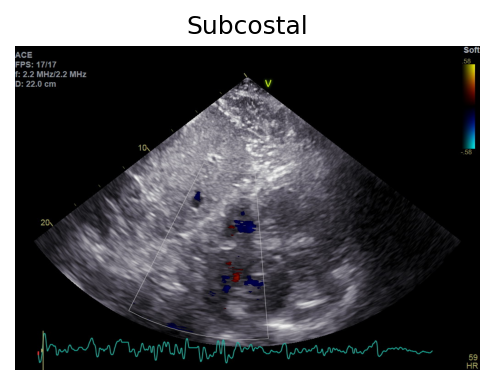 Subcostal
ACE
FPS: 17/17
f: 2.2 MHz/2.2 MHz
D: 22.0 cm
V
Soft
.58
-.58
10
20
59
HR